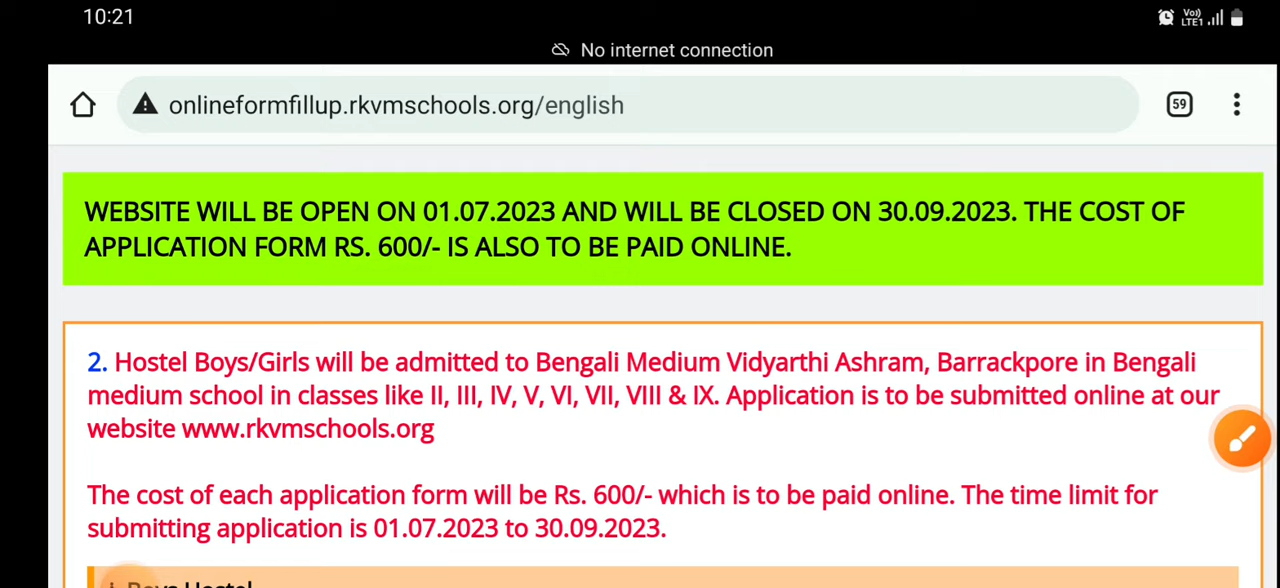 10:21
Vo)) LTE1
No internet connection
onlineformfillup.rkvmschools.org/english
59
WEBSITE WILL BE OPEN ON 01.07.2023 AND WILL BE CLOSED ON 30.09.2023. THE COST OF
APPLICATION FORM RS. 600/- IS ALSO TO BE PAID ONLINE.
2. Hostel Boys/Girls will be admitted to Bengali Medium Vidyarthi Ashram, Barrackpore in Bengali
medium school in classes like II, III, IV, V, VI, VII, VIII & IX. Application is to be submitted online at our
website www.rkvmschools.org
The cost of each application form will be Rs. 600/- which is to be paid online. The time limit for
submitting application is 01.07.2023 to 30.09.2023.
i. Boys Hostel